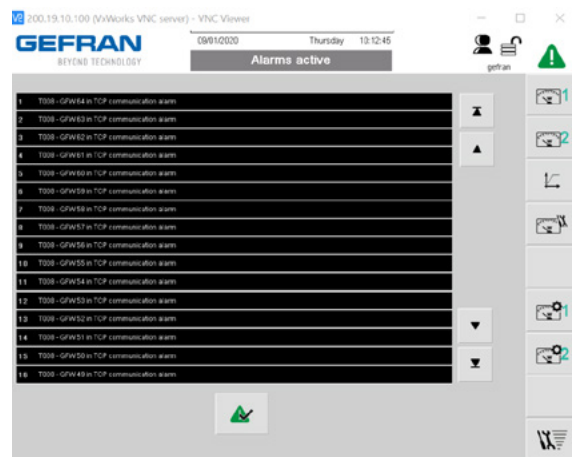 V2 200.19.10.100 (VxWorks VNC server) - VNC Viewer
GEFRAN
BEYOND TECHNOLOGY
09/01/2020 Thursday 10:12:45
Alarms active
gefran
1 T008 - GFW64 in TCP communication alarm
2 T008 - GFW63 in TCP communication alarm
3 T008 - GFW62 in TCP communication alarm
4 T008 - GFW61 in TCP communication alarm
5 T008 - GFW60 in TCP communication alarm
6 T008 - GFW59 in TCP communication alarm
7 T008 - GFW58 in TCP communication alarm
8 T008 - GFW57 in TCP communication alarm
9 T008 - GFW56 in TCP communication alarm
10 T008 - GFW55 in TCP communication alarm
11 T008 - GFW54 in TCP communication alarm
12 T008 - GFW53 in TCP communication alarm
13 T008 - GFW52 in TCP communication alarm
14 T008 - GFW51 in TCP communication alarm
15 T008 - GFW50 in TCP communication alarm
16 T008 - GFW49 in TCP communication alarm
1
2
1
2